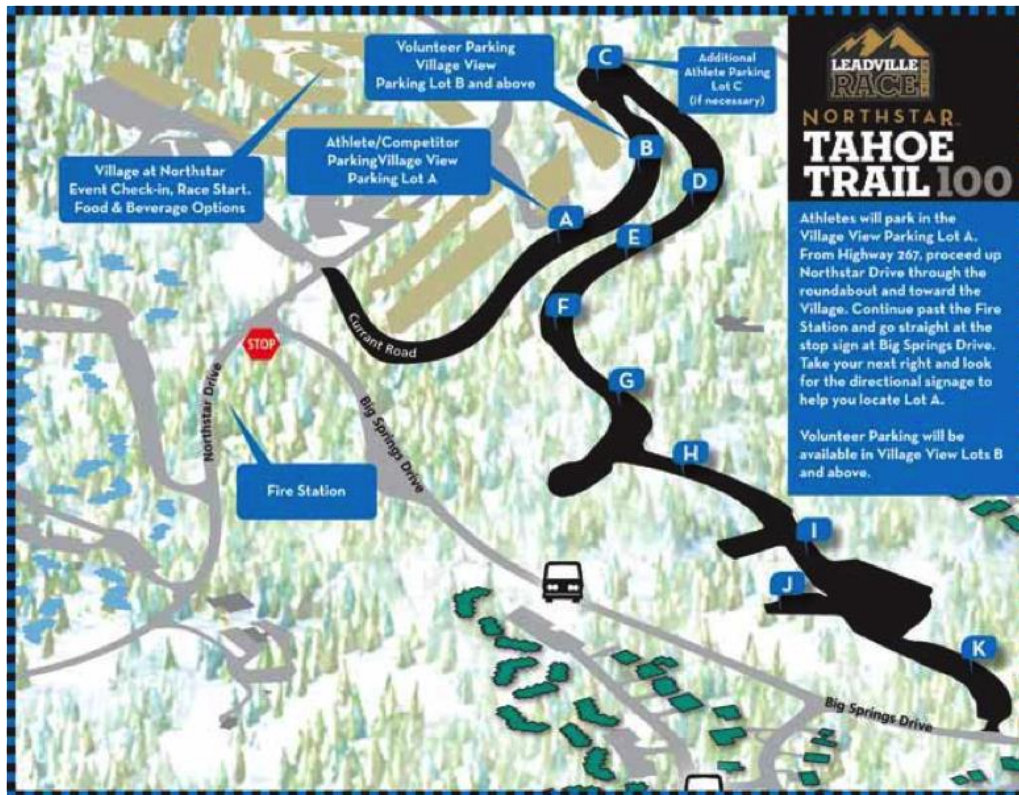 Volunteer Parking
Village View
Parking Lot B and above
C
Additional
Athlete Parking
Lot C
(if necessary)
LEADVILLE
RACE
NORTHSTAR™
TAHOE
TRAIL 100
Athlete/Competitor
ParkingVillage View
Parking Lot A
B
Village at Northstar
Event Check-in, Race Start.
Food & Beverage Options
D
A
E
Athletes will park in the
Village View Parking Lot A.
From Highway 267, proceed up
Northstar Drive through the
roundabout and toward the
Village. Continue past the Fire
Station and go straight at the
stop sign at Big Springs Drive.
Take your next right and look
for the directional signage to
help you locate Lot A.
Volunteer Parking will be
available in Village View Lots B
and above.
F
Currant Road
STOP
Northstar Drive
Big Springs Drive
G
H
Fire Station
I
J
K
Big Springs Drive